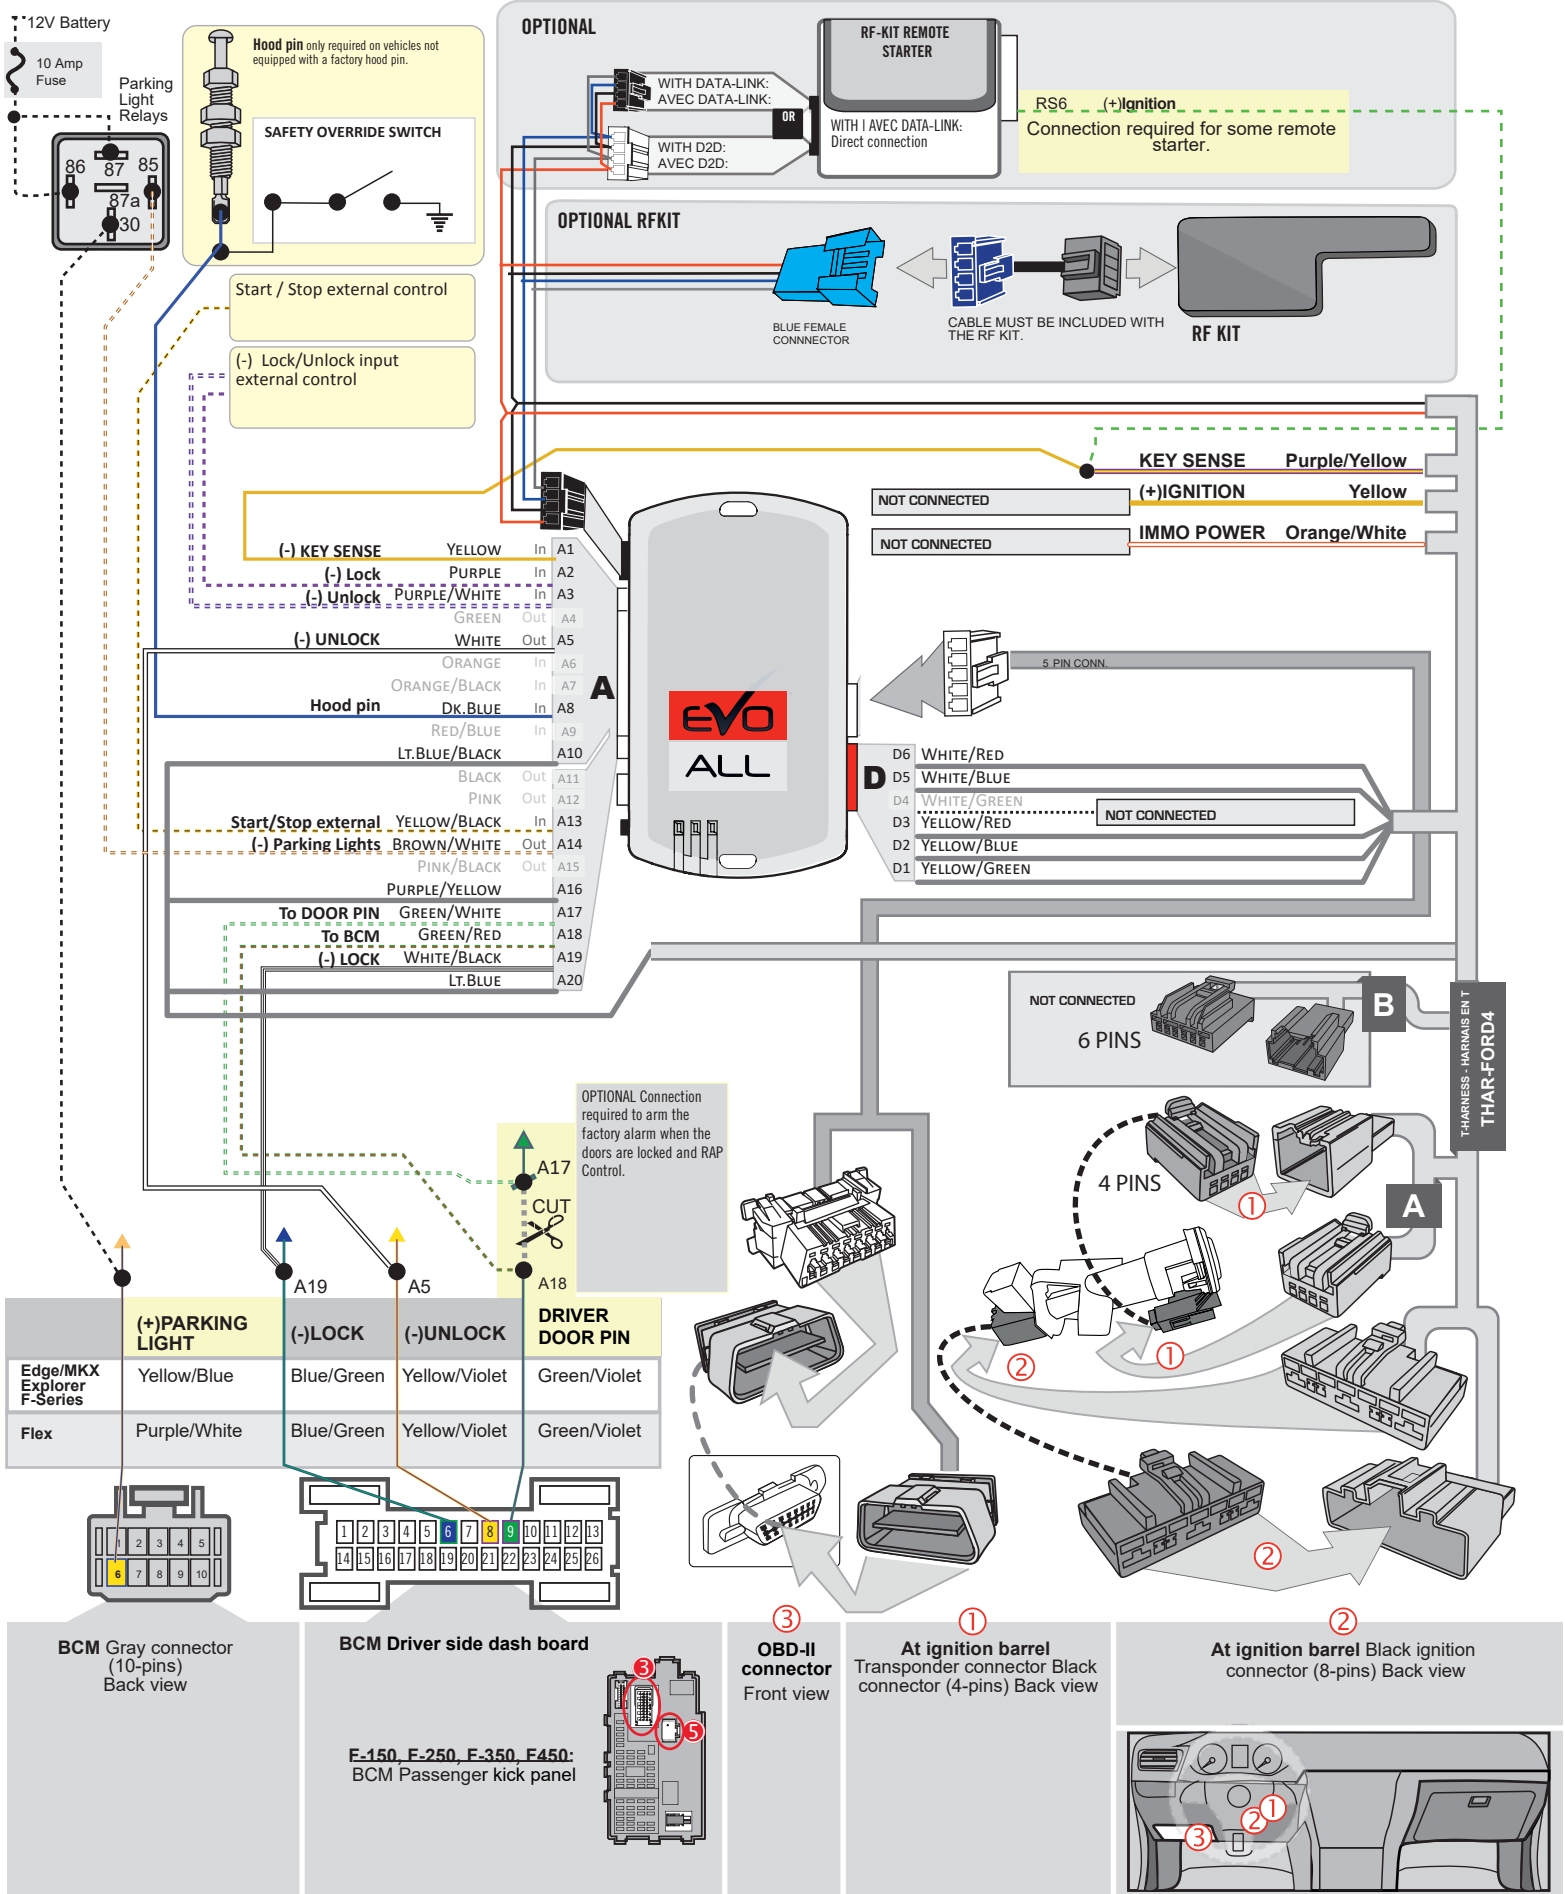 12V Battery
10 Amp
Fuse
Parking
Light
Relays
86
87
85
87a
30
Hood pin only required on vehicles not
equipped with a factory hood pin.
SAFETY OVERRIDE SWITCH
Start / Stop external control
(-) Lock/Unlock input
external control
OPTIONAL
WITH DATA-LINK:
AVEC DATA-LINK:
OR
WITH D2D:
AVEC D2D:
RF-KIT REMOTE
STARTER
WITH | AVEC DATA-LINK:
Direct connection
RS6 (+)Ignition
Connection required for some remote
starter.
OPTIONAL RFKIT
BLUE FEMALE
CONNNECTOR
CABLE MUST BE INCLUDED WITH
THE RF KIT.
RF KIT
KEY SENSE Purple/Yellow
NOT CONNECTED
(+)IGNITION Yellow
NOT CONNECTED
IMMO POWER Orange/White
(-) KEY SENSE YELLOW In A1
(-) Lock PURPLE In A2
(-) Unlock PURPLE/WHITE In A3
GREEN Out A4
(-) UNLOCK WHITE Out A5
ORANGE In A6
ORANGE/BLACK In A7
Hood pin DK.BLUE In A8
RED/BLUE In A9
LT.BLUE/BLACK A10
BLACK Out A11
PINK Out A12
Start/Stop external YELLOW/BLACK In A13
(-) Parking Lights BROWN/WHITE Out A14
PINK/BLACK Out A15
PURPLE/YELLOW A16
To DOOR PIN GREEN/WHITE A17
To BCM GREEN/RED A18
(-) LOCK WHITE/BLACK A19
LT.BLUE A20
A
EVO
ALL
5 PIN CONN.
D
D6 WHITE/RED
D5 WHITE/BLUE
D4 WHITE/GREEN
NOT CONNECTED
D3 YELLOW/RED
D2 YELLOW/BLUE
D1 YELLOW/GREEN
NOT CONNECTED
6 PINS
B
T-HARNESS - HARNAIS EN T
THAR-FORD4
4 PINS
1
A
2
1
2
OPTIONAL Connection
required to arm the
factory alarm when the
doors are locked and RAP
Control.
A17
CUT
A18
A19
A5
(+)PARKING
LIGHT
(-)LOCK
(-)UNLOCK
DRIVER
DOOR PIN
Edge/MKX
Explorer
F-Series
Yellow/Blue
Blue/Green
Yellow/Violet
Green/Violet
Flex
Purple/White
Blue/Green
Yellow/Violet
Green/Violet
1 2 3 4 5
6 7 8 9 10
1 2 3 4 5 6 7 8 9 10 11 12 13
14 15 16 17 18 19 20 21 22 23 24 25 26
BCM Gray connector
(10-pins)
Back view
BCM Driver side dash board
3
5
F-150, F-250, F-350, F450:
BCM Passenger kick panel
3
OBD-II
connector
Front view
1
At ignition barrel
Transponder connector Black
connector (4-pins) Back view
2
At ignition barrel Black ignition
connector (8-pins) Back view
1
2
3